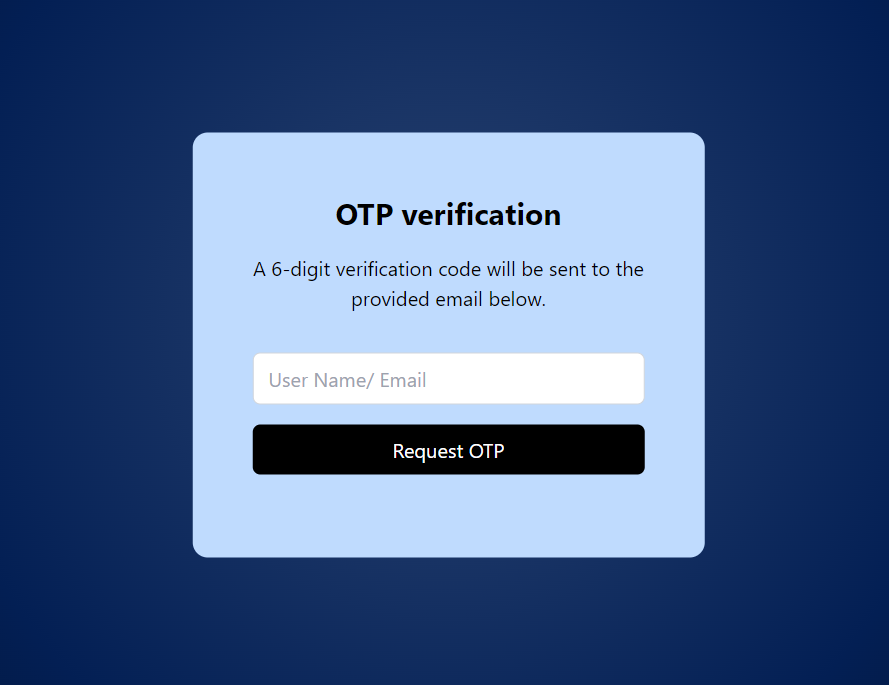 OTP verification
A 6-digit verification code will be sent to the
provided email below.
User Name/ Email
Request OTP